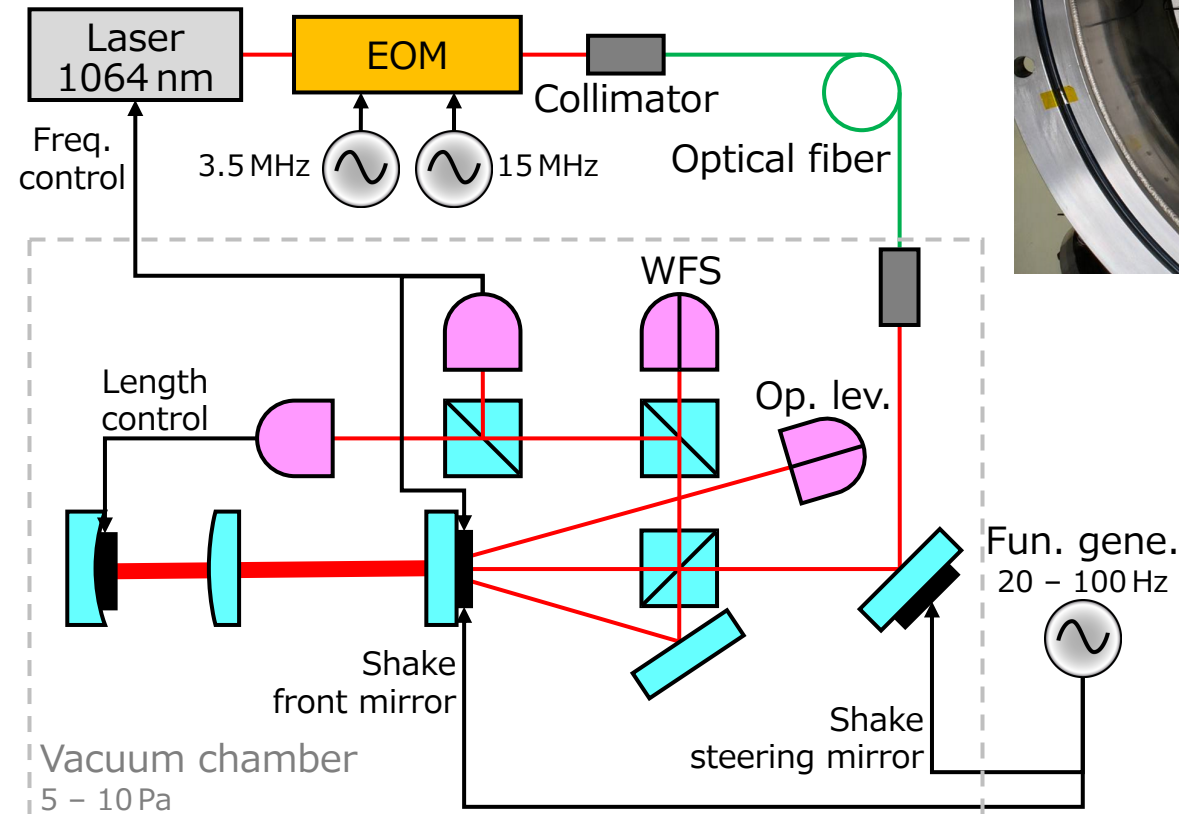 Laser
1064 nm
EOM
Collimator
Optical fiber
Freq.
control
3.5 MHz
15 MHz
WFS
Length
control
Op. lev.
Fun. gene.
20 – 100 Hz
Shake
front mirror
Shake
steering mirror
Vacuum chamber
5 – 10 Pa